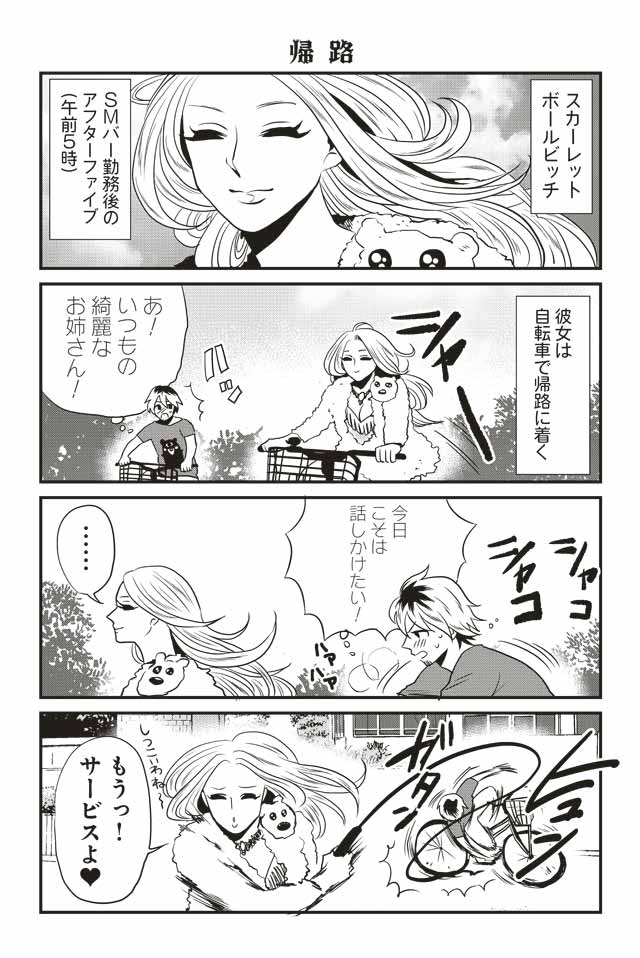 帰路
スカーレット
ボールビッチ
SMバー勤務後の
アフターファイブ
(午前5時)
彼女は
自転車で帰路に着く
あ!
いつもの
綺麗な
お姉さん!
シャコ
シャコ
今日
こそは
話しかけたい!
ハァ
ハァ
……
ヒュン
ガタン
しつこいわね
もうっ!
サービスよ♥